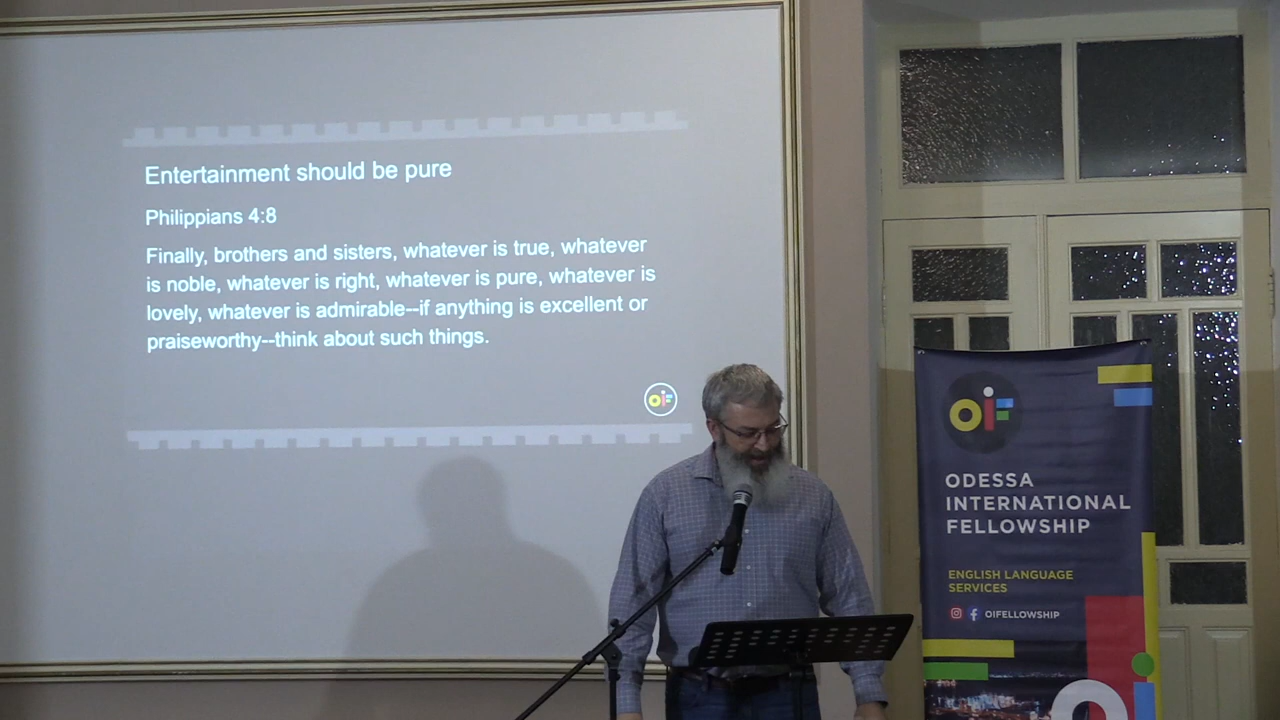 Entertainment should be pure
Philippians 4:8
Finally, brothers and sisters, whatever is true, whatever
is noble, whatever is right, whatever is pure, whatever is
lovely, whatever is admirable--if anything is excellent or
praiseworthy--think about such things.
OiF
OiF
ODESSA
INTERNATIONAL
FELLOWSHIP
ENGLISH LANGUAGE
SERVICES
OIFELLOWSHIP
Oi